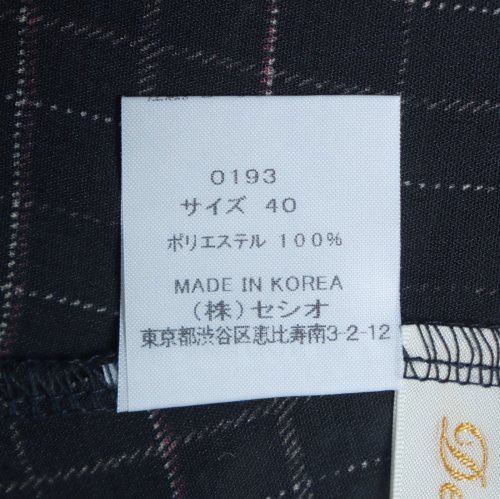 0193
サイズ 40
ポリエステル 100%
MADE IN KOREA
(株)セシオ
東京都渋谷区恵比寿南3-2-12